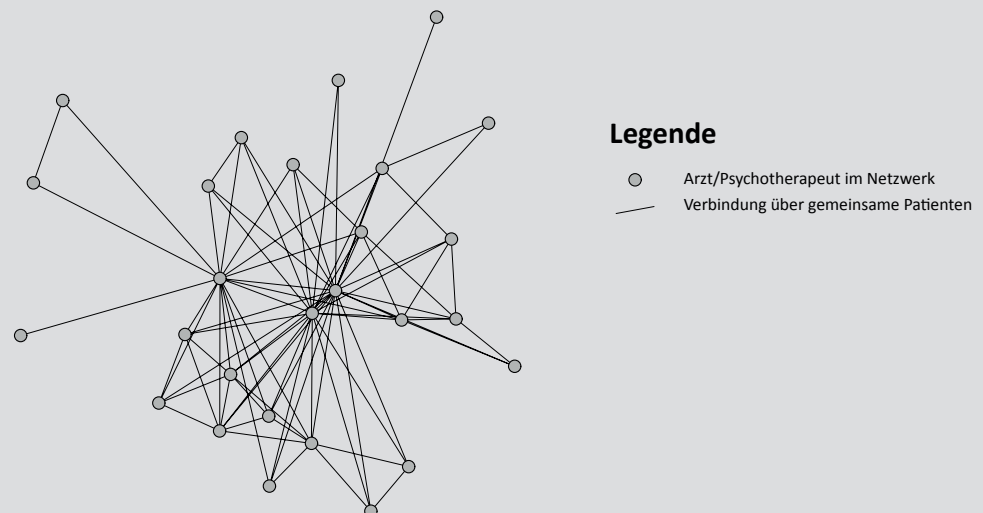 Legende
Arzt/Psychotherapeut im Netzwerk
Verbindung über gemeinsame Patienten